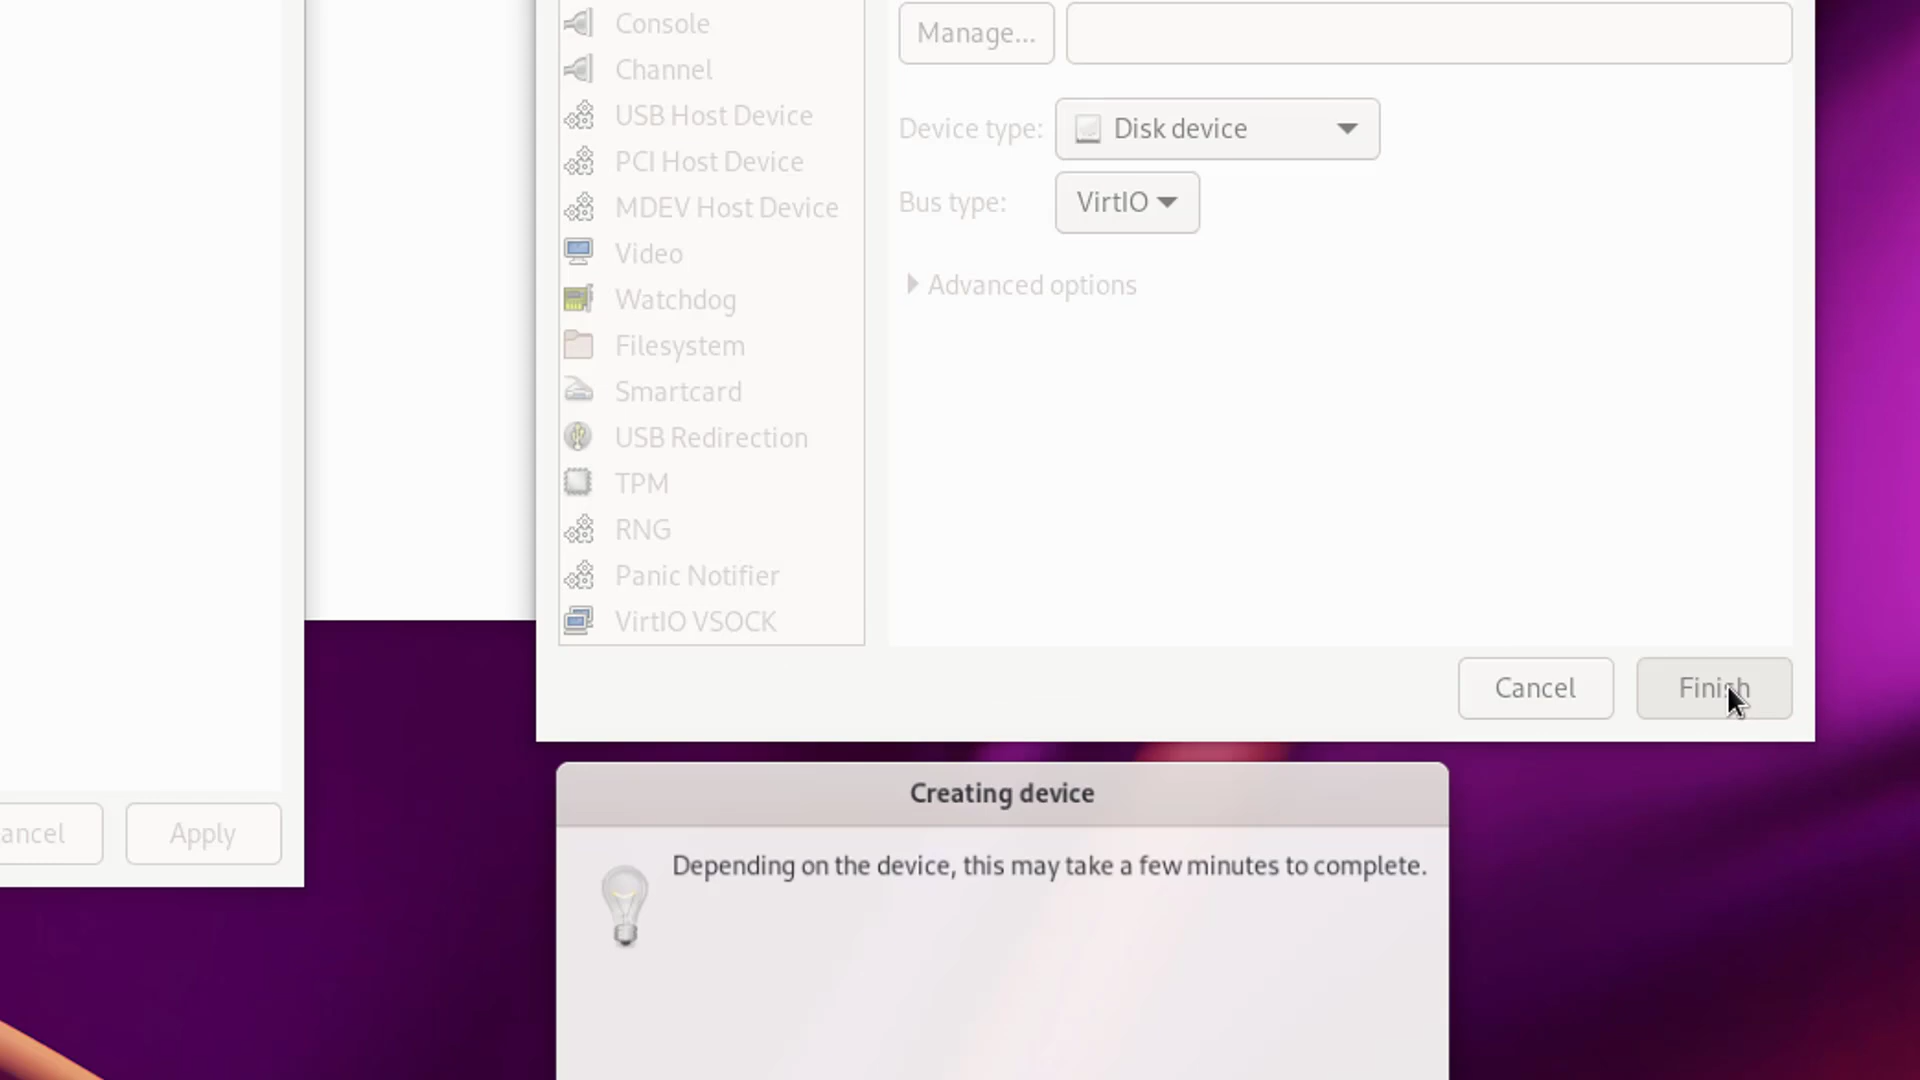 Console
Channel
USB Host Device
PCI Host Device
MDEV Host Device
Video
Watchdog
Filesystem
Smartcard
USB Redirection
TPM
RNG
Panic Notifier
VirtIO VSOCK
Manage...
Device type: Disk device
Bus type: VirtIO
Advanced options
Cancel Finish
ancel Apply
Creating device
Depending on the device, this may take a few minutes to complete.